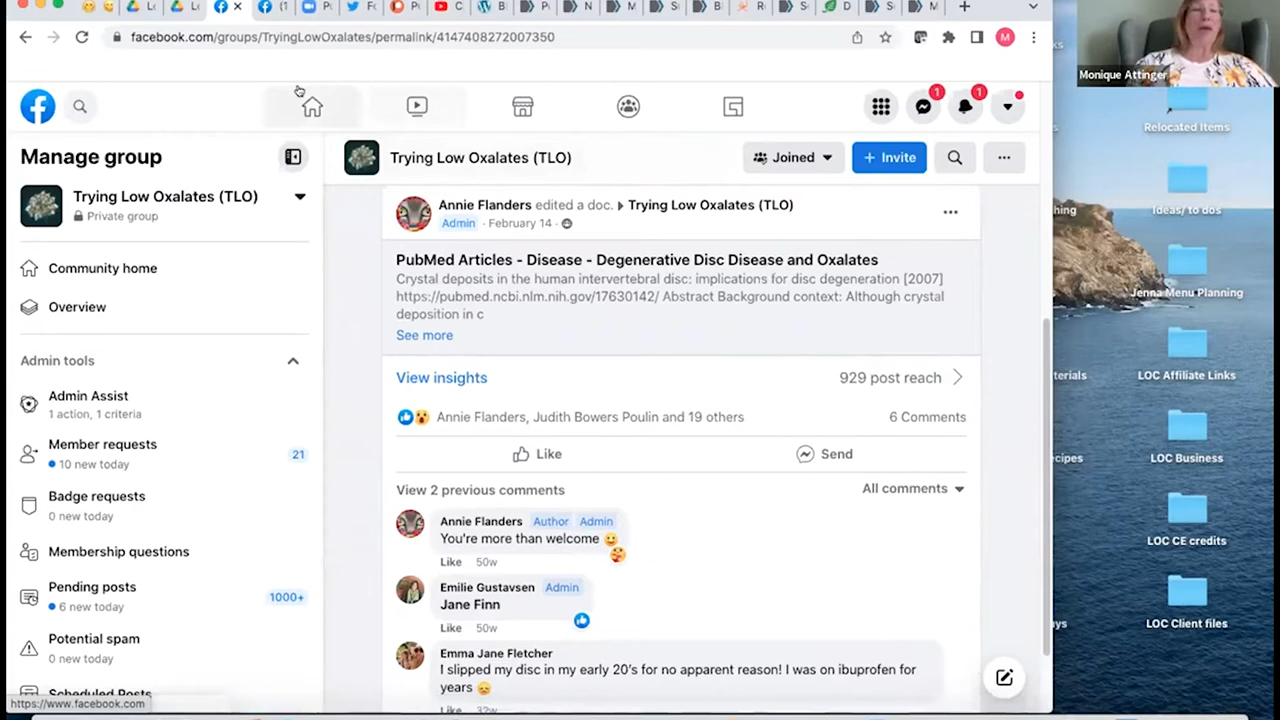 facebook.com/groups/TryingLowOxalates/permalink/4147408272007350
M
Monique Attinger
Relocated Items
Ideas/ to dos
Jenna Menu Planning
LOC Affiliate Links
LOC Business
LOC CE credits
LOC Client files
1
1
Manage group
Trying Low Oxalates (TLO)
Private group
Community home
Overview
Admin tools
Admin Assist
1 action, 1 criteria
Member requests
10 new today
21
Badge requests
0 new today
Membership questions
Pending posts
6 new today
1000+
Potential spam
0 new today
Scheduled Posts
https://www.facebook.com
Trying Low Oxalates (TLO)
Joined
+ Invite
Annie Flanders edited a doc. Trying Low Oxalates (TLO)
Admin · February 14 ·
PubMed Articles - Disease - Degenerative Disc Disease and Oxalates
Crystal deposits in the human intervertebral disc: implications for disc degeneration [2007]
https://pubmed.ncbi.nlm.nih.gov/17630142/ Abstract Background context: Although crystal
deposition in c
See more
View insights
929 post reach
Annie Flanders, Judith Bowers Poulin and 19 others
6 Comments
Like
Send
View 2 previous comments
All comments
Annie Flanders Author Admin
You're more than welcome 😀
Like 50w
Emilie Gustavsen Admin
Jane Finn
Like 50w
Emma Jane Fletcher
I slipped my disc in my early 20's for no apparent reason! I was on ibuprofen for
years 😞
Like 32w